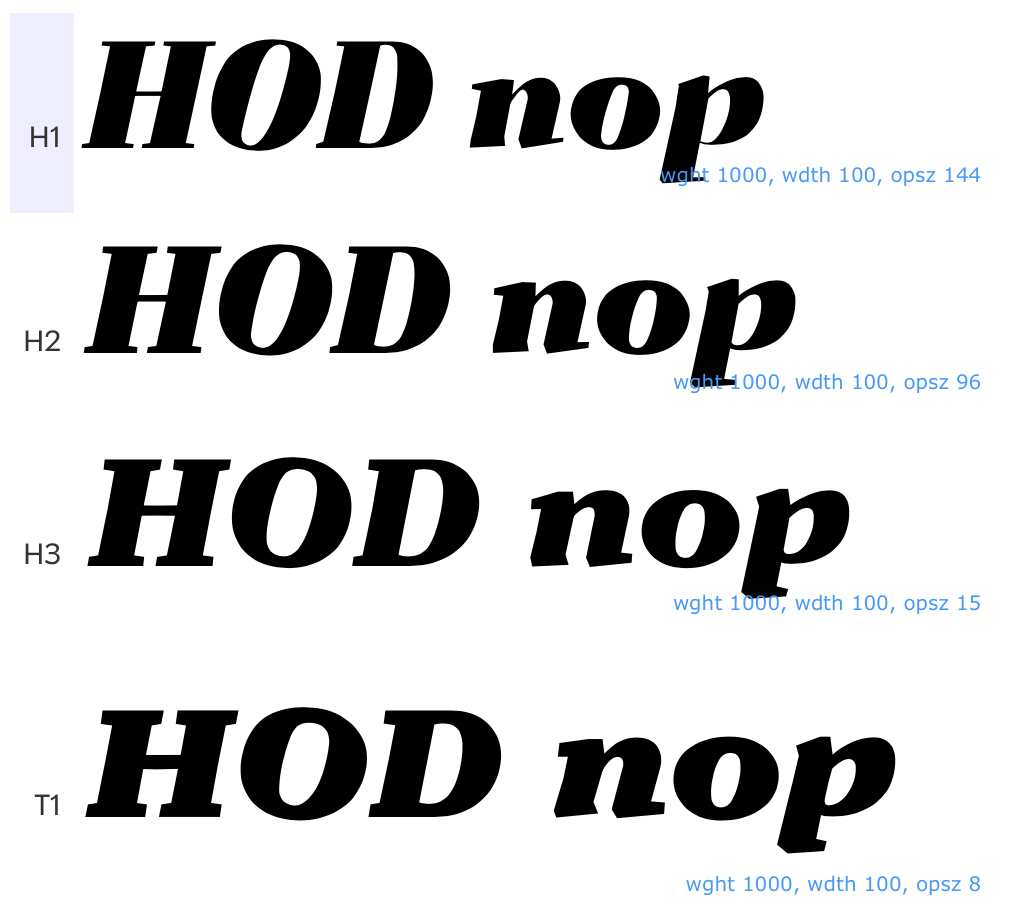 H1 HOD nop
wght 1000, wdth 100, opsz 144
H2 HOD nop
wght 1000, wdth 100, opsz 96
H3 HOD nop
wght 1000, wdth 100, opsz 15
T1 HOD nop
wght 1000, wdth 100, opsz 8